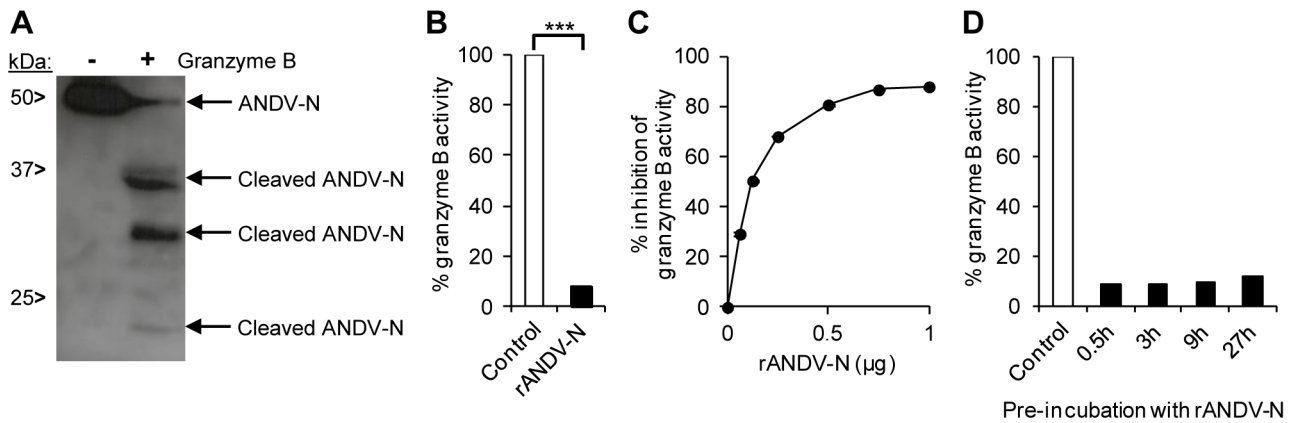 A
kDa:
- + Granzyme B
50>
ANDV-N
37>
Cleaved ANDV-N
Cleaved ANDV-N
25>
Cleaved ANDV-N
B
***
% granzyme B activity
100
80
60
40
20
0
Control
rANDV-N
C
% inhibition of
granzyme B activity
100
80
60
40
20
0
0 0.5 1
rANDV-N (µg)
D
% granzyme B activity
100
80
60
40
20
0
Control
0.5h
3h
9h
27h
Pre-incubation with rANDV-N